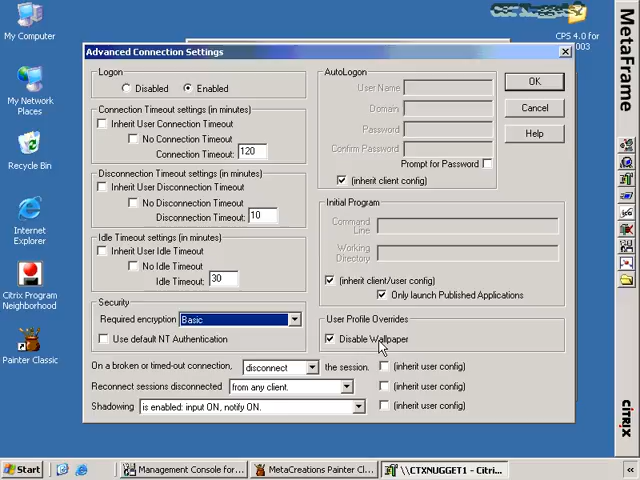 My Computer
My Network
Places
Recycle Bin
Internet
Explorer
Citrix Program
Neighborhood
Painter Classic
CPS 4.0 for
003
MetaFrame
citrix
Advanced Connection Settings
Logon
Disabled
Enabled
Connection Timeout settings (in minutes)
Inherit User Connection Timeout
No Connection Timeout
Connection Timeout: 120
Disconnection Timeout settings (in minutes)
Inherit User Disconnection Timeout
No Disconnection Timeout
Disconnection Timeout: 10
Idle Timeout settings (in minutes)
Inherit User Idle Timeout
No Idle Timeout
Idle Timeout: 30
Security
Required encryption Basic
Use default NT Authentication
AutoLogon
User Name
Domain
Password
Confirm Password
Prompt for Password
(inherit client config)
OK
Cancel
Help
Initial Program
Command
Line
Working
Directory
(inherit client/user config)
Only launch Published Applications
User Profile Overrides
Disable Wallpaper
On a broken or timed-out connection, disconnect the session. (inherit user config)
Reconnect sessions disconnected from any client. (inherit user config)
Shadowing is enabled: input ON, notify ON. (inherit user config)
Start
Management Console for...
MetaCreations Painter Cl...
\\CTXNUGGET1 - Citri...
«